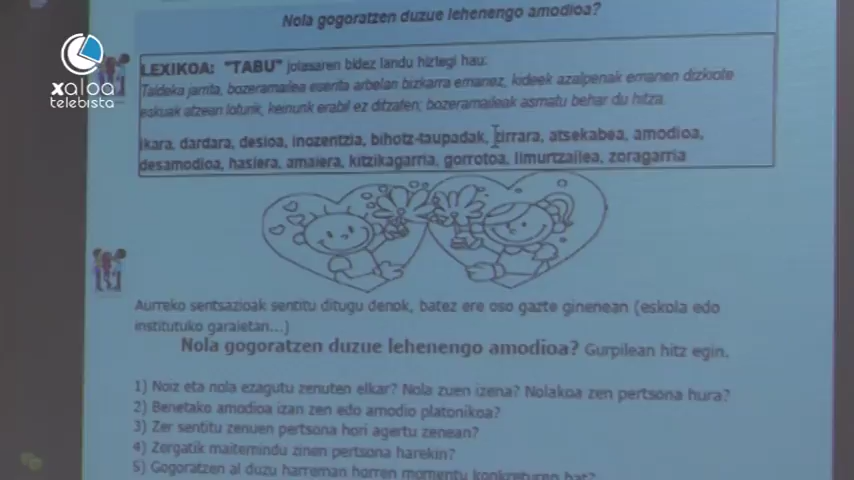 Nola gogoratzen duzue lehenengo amodioa?
xaloa
telebista
LEXIKOA: "TABU" jolasaren bidez landu hiztegi hau:
Taldeka jarrita, bozeramailea eserita arbelari bizkarra emanez, kideek azalpenak emanen dizkiote
eskuak atzean loturik, keinurik erabil ez ditzaten; bozeramaileak asmatu behar du hitza.
Ikara, dardara, desioa, inozentzia, bihotz-taupadak, zirrara, atsekabea, amodioa,
desamodioa, hasiera, amaiera, kitzikagarria, gorrotoa, limurtzailea, zoragarria
Aurreko sentsazioak sentitu ditugu denok, batez ere oso gazte ginenean (eskola edo
institutuko garaietan...)
Nola gogoratzen duzue lehenengo amodioa? Gurpilean hitz egin.
1) Noiz eta nola ezagutu zenuten elkar? Nola zuen izena? Nolakoa zen pertsona hura?
2) Benetako amodioa izan zen edo amodio platonikoa?
3) Zer sentitu zenuen pertsona hori agertu zenean?
4) Zergatik maitemindu zinen pertsona harekin?
5) Gogoratzen al duzu harreman horren momentu konkreturen bat?